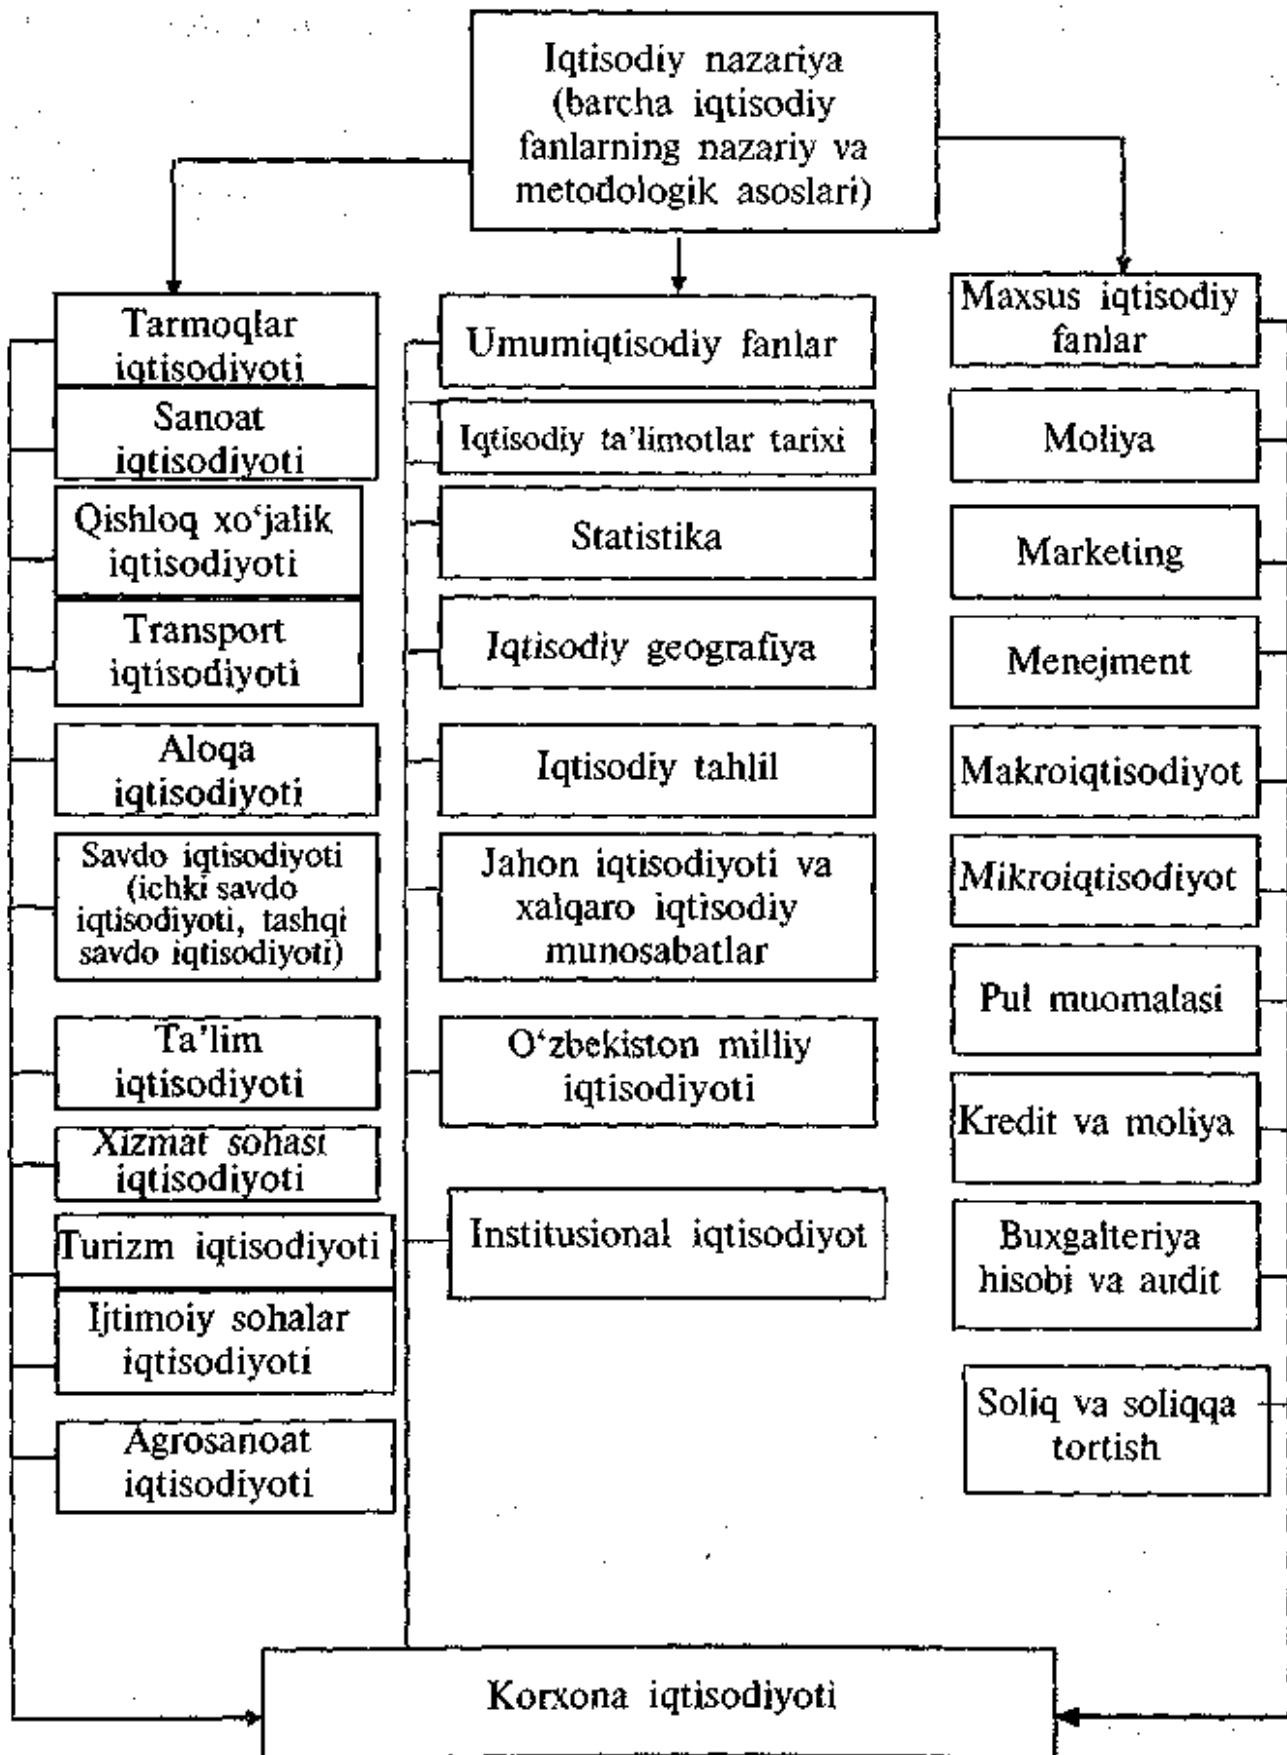 Iqtisodiy nazariya
(barcha iqtisodiy
fanlarning nazariy va
metodologik asoslari)
Tarmoqlar
iqtisodiyoti
Sanoat
iqtisodiyoti
Qishloq xo‘jalik
iqtisodiyoti
Transport
iqtisodiyoti
Aloqa
iqtisodiyoti
Savdo iqtisodiyoti
(ichki savdo
iqtisodiyoti, tashqi
savdo iqtisodiyoti)
Ta’lim
iqtisodiyoti
Xizmat sohasi
iqtisodiyoti
Turizm iqtisodiyoti
Ijtimoiy sohalar
iqtisodiyoti
Agrosanoat
iqtisodiyoti
Umumiqtisodiy fanlar
Iqtisodiy ta’limotlar tarixi
Statistika
Iqtisodiy geografiya
Iqtisodiy tahlil
Jahon iqtisodiyoti va
xalqaro iqtisodiy
munosabatlar
O‘zbekiston milliy
iqtisodiyoti
Institusional iqtisodiyot
Maxsus iqtisodiy
fanlar
Moliya
Marketing
Menejment
Makroiqtisodiyot
Mikroiqtisodiyot
Pul muomalasi
Kredit va moliya
Buxgalteriya
hisobi va audit
Soliq va soliqqa
tortish
Korxona iqtisodiyoti